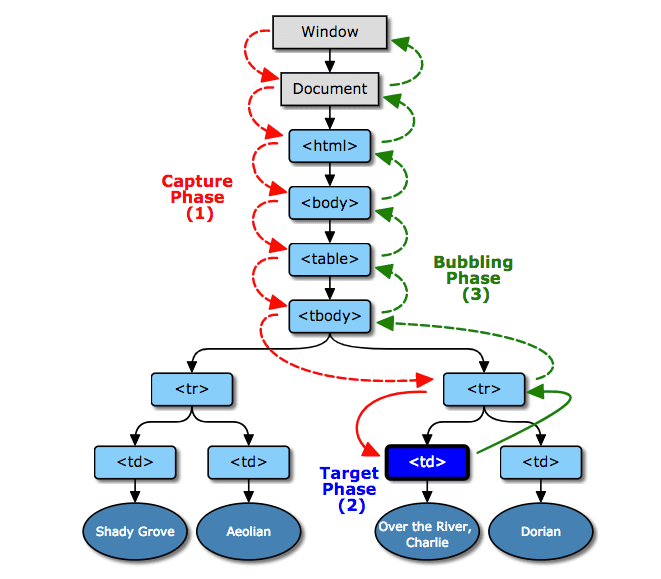 Window
Document
<html>
Capture
Phase
(1)
<body>
<table>
Bubbling
Phase
(3)
<tbody>
<tr>
<tr>
<td>
<td>
<td>
<td>
Target
Phase
(2)
Shady Grove
Aeolian
Over the River,
Charlie
Dorian